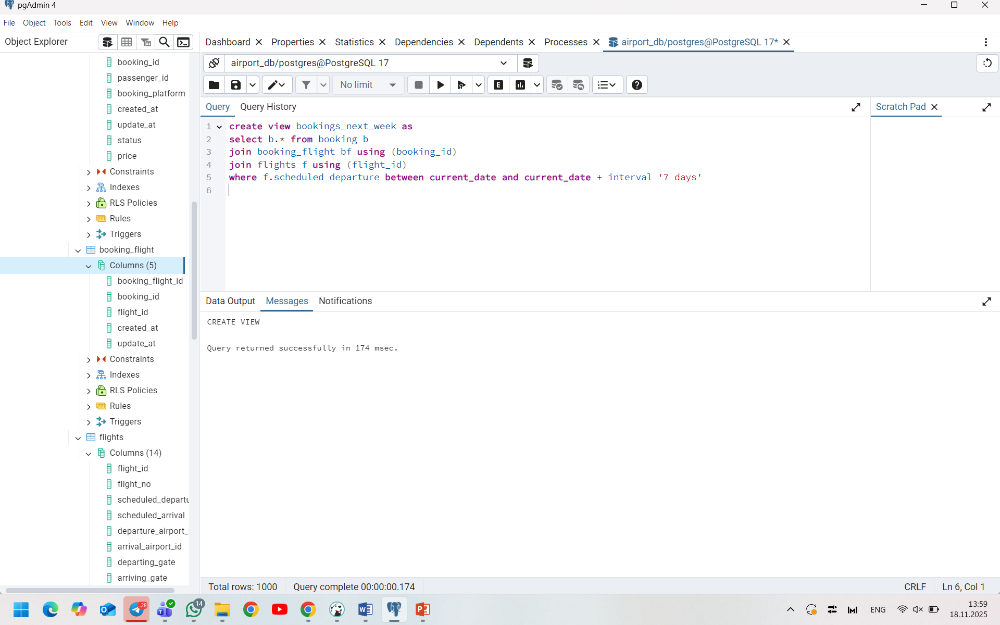 pgAdmin 4
File Object Tools Edit View Window Help
Object Explorer
Dashboard Properties Statistics Dependencies Dependents Processes airport_db/postgres@PostgreSQL 17*
airport_db/postgres@PostgreSQL 17
No limit
E
Query Query History
Scratch Pad
booking_id
passenger_id
booking_platform
created_at
update_at
status
price
Constraints
Indexes
RLS Policies
Rules
Triggers
booking_flight
Columns (5)
booking_flight_id
booking_id
flight_id
created_at
update_at
Constraints
Indexes
RLS Policies
Rules
Triggers
flights
Columns (14)
flight_id
flight_no
scheduled_departu
scheduled_arrival
departure_airport_
arrival_airport_id
departing_gate
arriving_gate
1 create view bookings_next_week as
2 select b.* from booking b
3 join booking_flight bf using (booking_id)
4 join flights f using (flight_id)
5 where f.scheduled_departure between current_date and current_date + interval '7 days'
6
Data Output Messages Notifications
CREATE VIEW
Query returned successfully in 174 msec.
Total rows: 1000 Query complete 00:00:00.174 CRLF Ln 6, Col 1
..28 14 ENG 13:59
18.11.2025